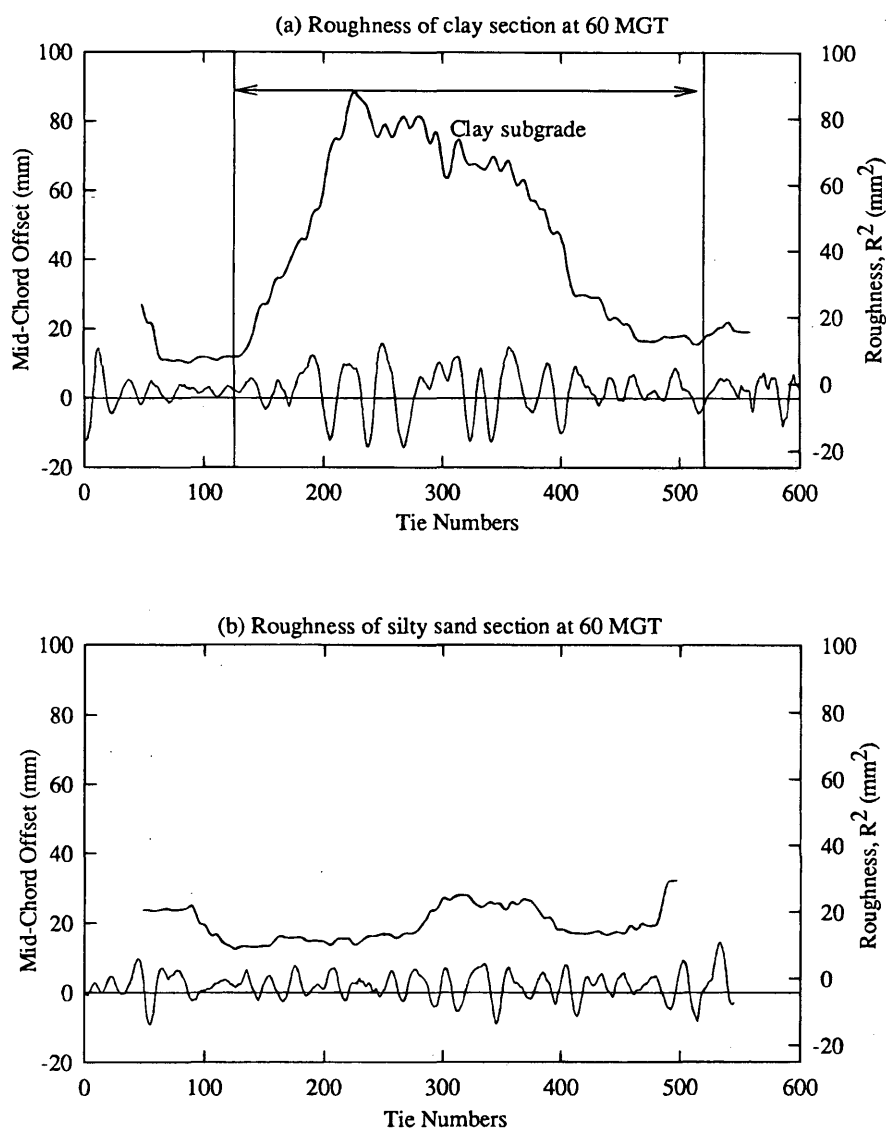 (a) Roughness of clay section at 60 MGT
100
80
60
40
20
0
-20
Mid-Chord Offset (mm)
Clay subgrade
100
80
60
40
20
0
-20
Roughness, R² (mm²)
0 100 200 300 400 500 600
Tie Numbers
(b) Roughness of silty sand section at 60 MGT
100
80
60
40
20
0
-20
Mid-Chord Offset (mm)
100
80
60
40
20
0
-20
Roughness, R² (mm²)
0 100 200 300 400 500 600
Tie Numbers